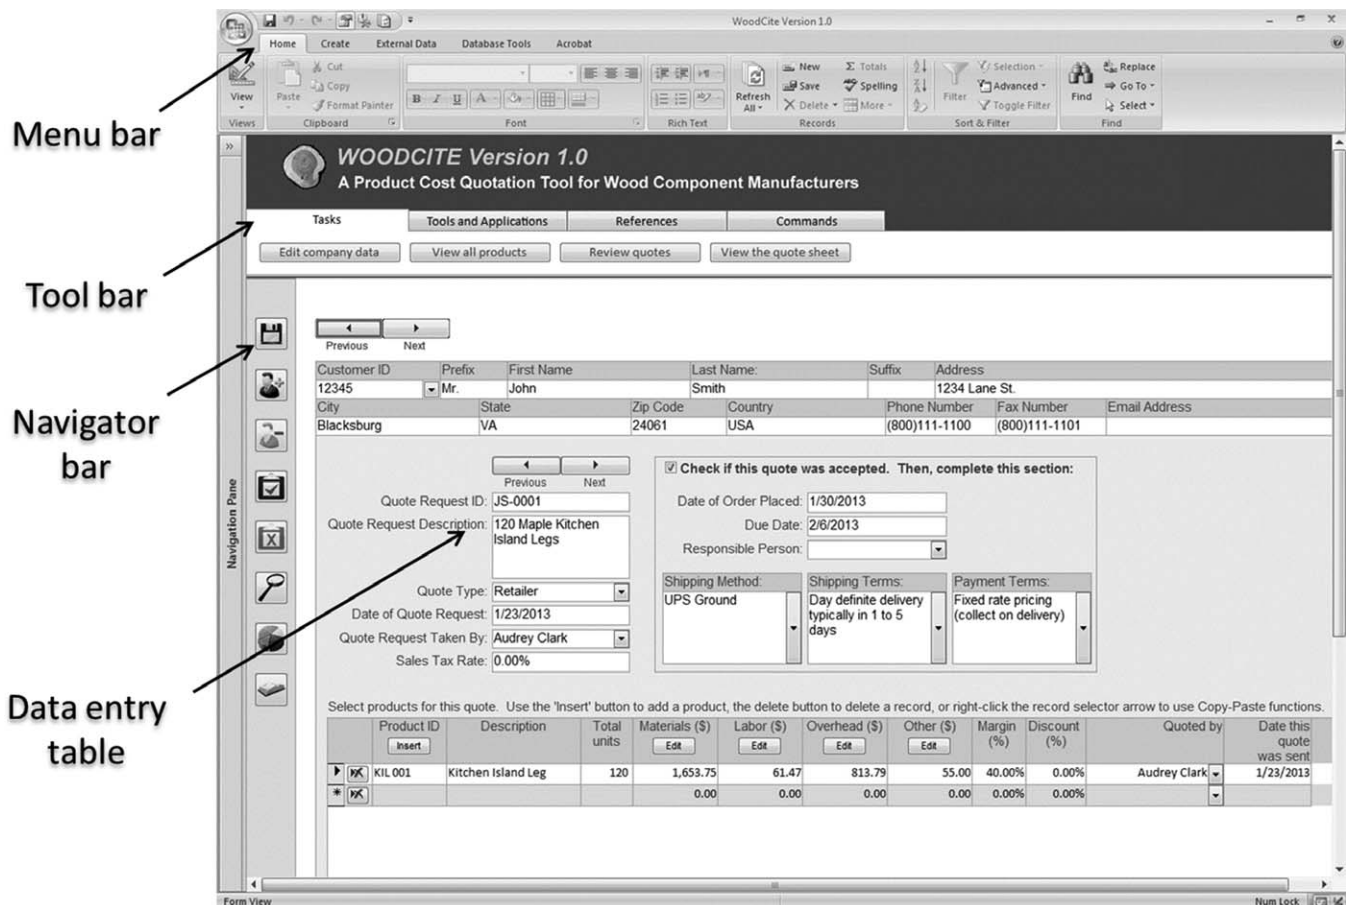 WoodCite Version 1.0
Home Create External Data Database Tools Acrobat
View
Views
Paste
Cut
Copy
Format Painter
Clipboard
B I U A
Font
Rich Text
Refresh All
New
Save
Delete
Σ Totals
Spelling
More
Records
Filter
Selection
Advanced
Toggle Filter
Sort & Filter
Find
Replace
Go To
Select
Find
Menu bar
WOODCITE Version 1.0
A Product Cost Quotation Tool for Wood Component Manufacturers
Tasks Tools and Applications References Commands
Edit company data View all products Review quotes View the quote sheet
Tool bar
Navigator
bar
Navigation Pane
Previous Next
Customer ID Prefix First Name Last Name: Suffix Address
12345 Mr. John Smith 1234 Lane St.
City State Zip Code Country Phone Number Fax Number Email Address
Blacksburg VA 24061 USA (800)111-1100 (800)111-1101
Previous Next
Quote Request ID: JS-0001
Quote Request Description: 120 Maple Kitchen
Island Legs
Quote Type: Retailer
Date of Quote Request: 1/23/2013
Quote Request Taken By: Audrey Clark
Sales Tax Rate: 0.00%
Check if this quote was accepted. Then, complete this section:
Date of Order Placed: 1/30/2013
Due Date: 2/6/2013
Responsible Person:
Shipping Method: Shipping Terms: Payment Terms:
UPS Ground Day definite delivery Fixed rate pricing
typically in 1 to 5 (collect on delivery)
days
Data entry
table
Select products for this quote. Use the 'Insert' button to add a product, the delete button to delete a record, or right-click the record selector arrow to use Copy-Paste functions.
Product ID Description Total Materials ($) Labor ($) Overhead ($) Other ($) Margin Discount Quoted by Date this
Insert units Edit Edit Edit Edit (%) (%) quote
was sent
KIL 001 Kitchen Island Leg 120 1,653.75 61.47 813.79 55.00 40.00% 0.00% Audrey Clark 1/23/2013
0.00 0.00 0.00 0.00 0.00% 0.00%
Form View Num Lock